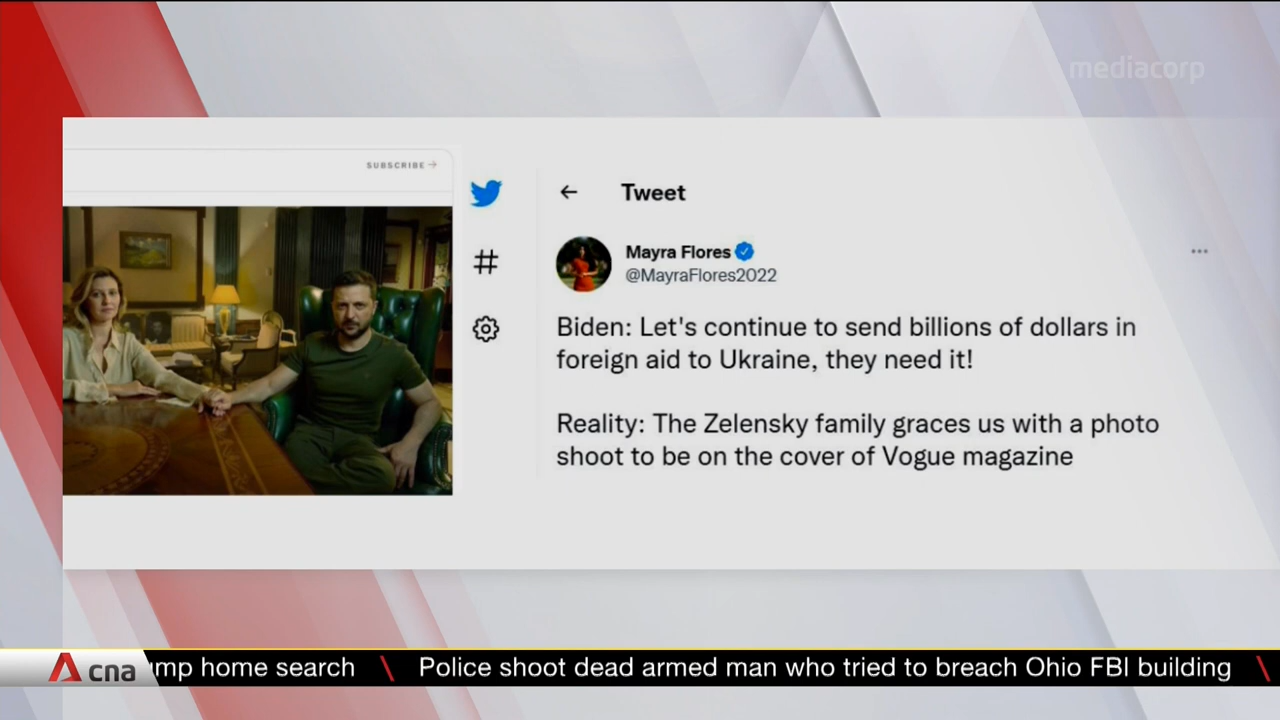 mediacorp
SUBSCRIBE →
Tweet
Mayra Flores
@MayraFlores2022
Biden: Let's continue to send billions of dollars in
foreign aid to Ukraine, they need it!
Reality: The Zelensky family graces us with a photo
shoot to be on the cover of Vogue magazine
cna
ump home search \ Police shoot dead armed man who tried to breach Ohio FBI building \